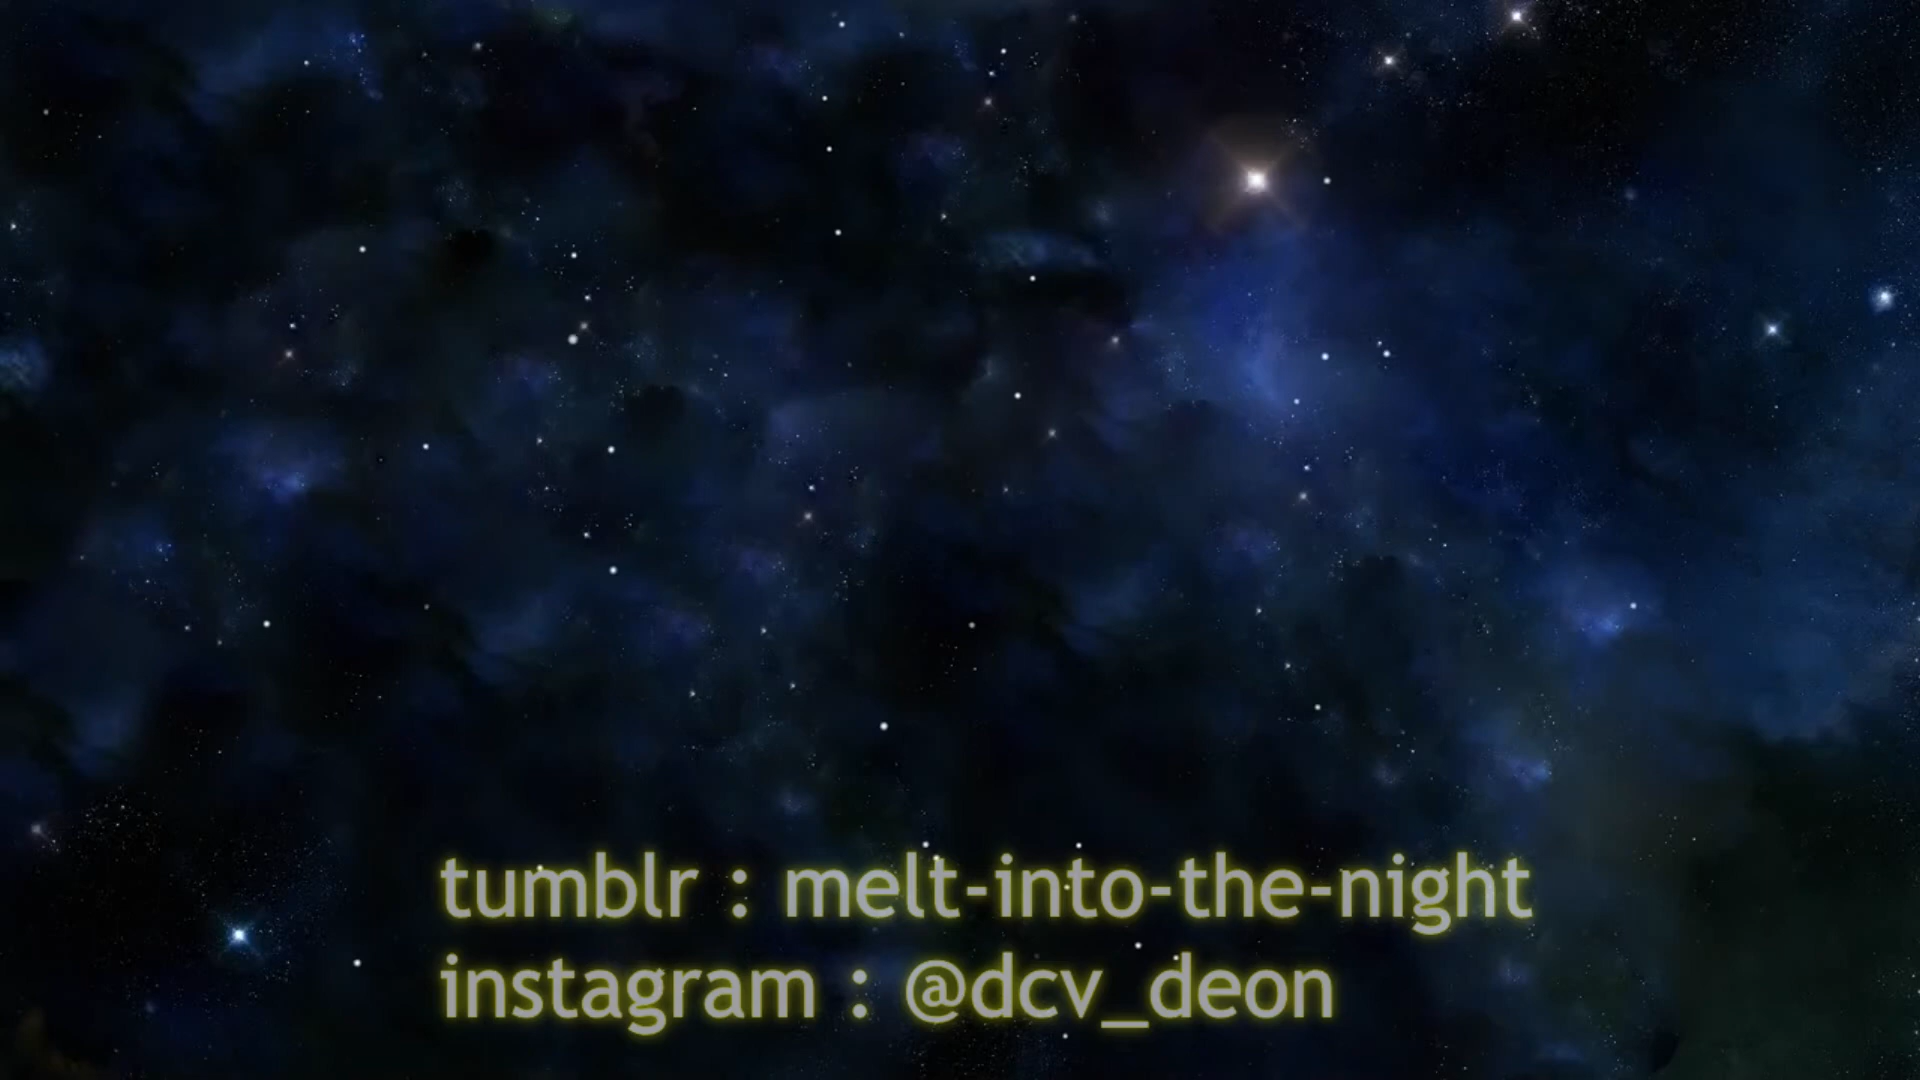 tumblr : melt-into-the-night
instagram : @dcv_deon